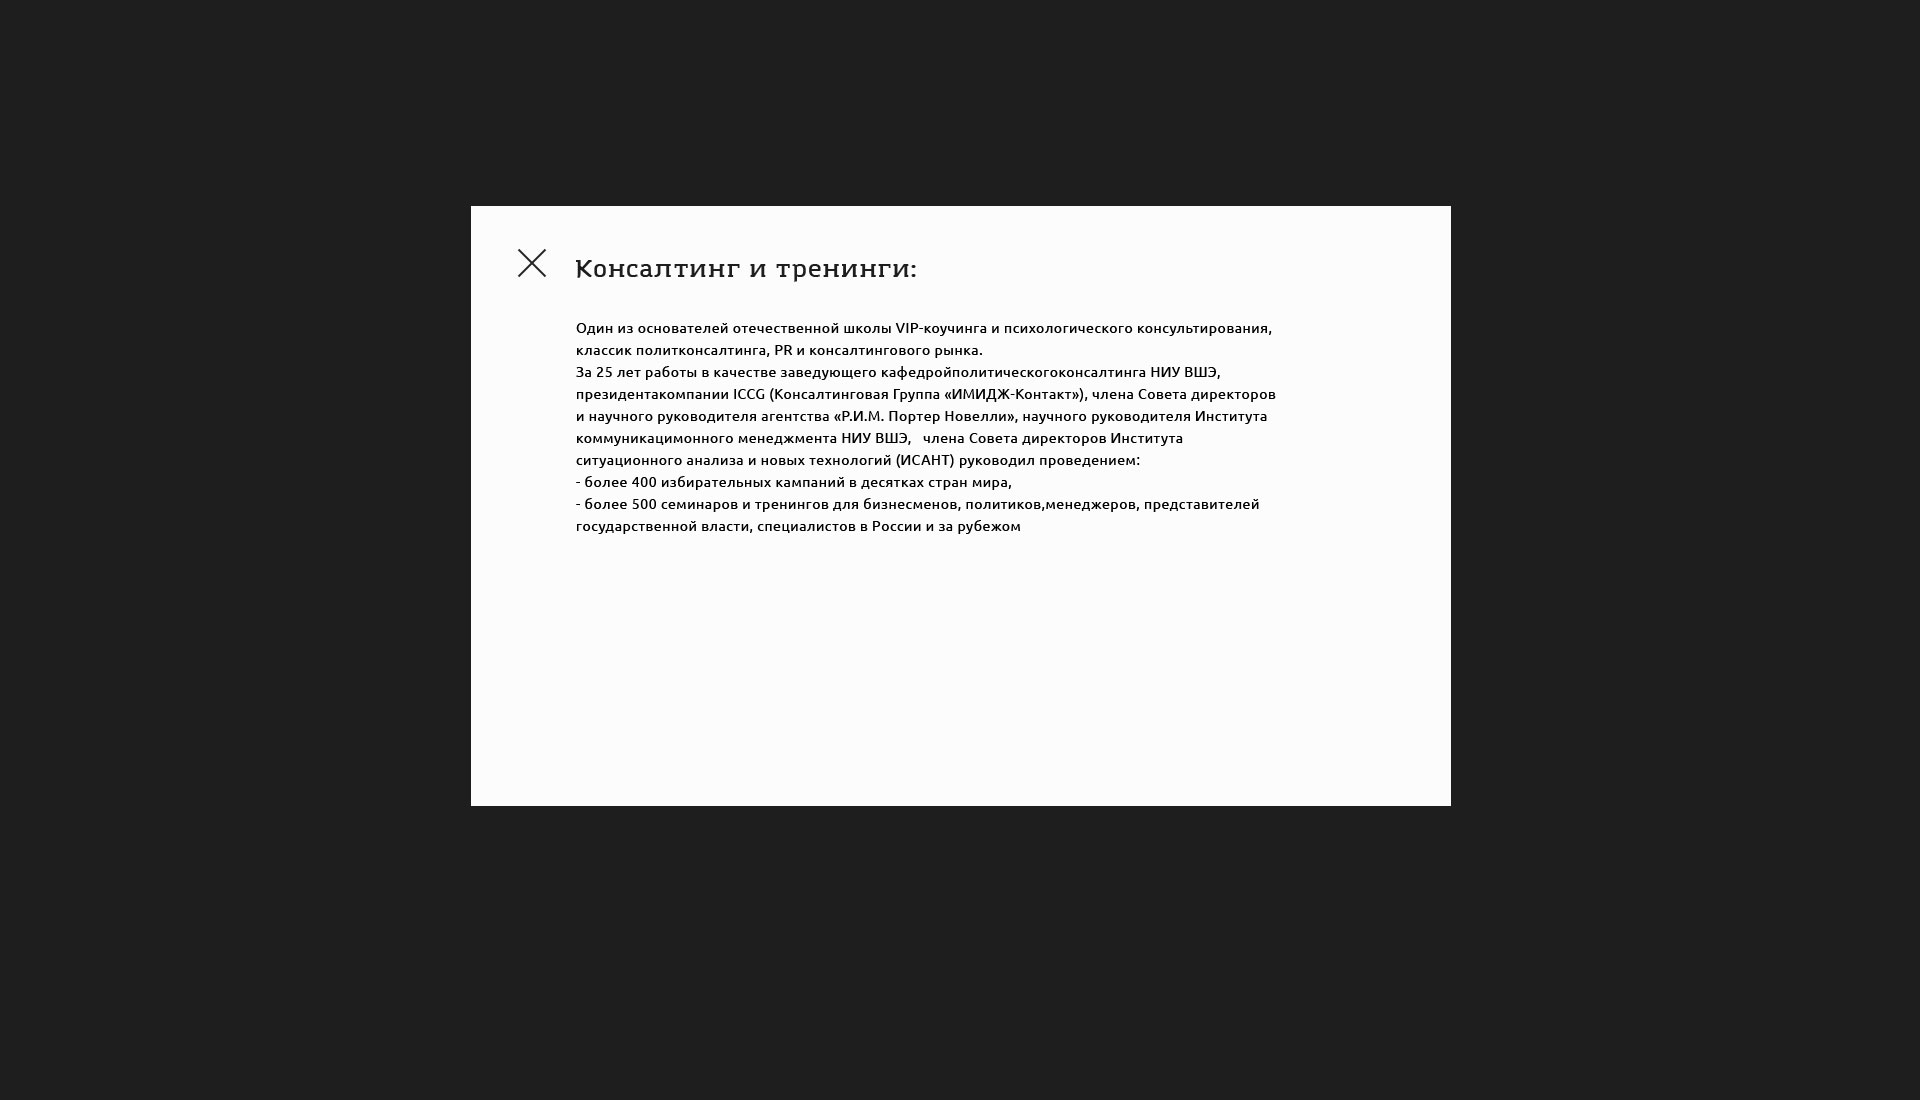 Консалтинг и тренинги:
Один из основателей отечественной школы VIP-коучинга и психологического консультирования,
классик политконсалтинга, PR и консалтингового рынка.
За 25 лет работы в качестве заведующего кафедройполитическогоконсалтинга НИУ ВШЭ,
президентакомпании ICCG (Консалтинговая Группа «ИМИДЖ-Контакт»), члена Совета директоров
и научного руководителя агентства «Р.И.М. Портер Новелли», научного руководителя Института
коммуникацимонного менеджмента НИУ ВШЭ,   члена Совета директоров Института
ситуационного анализа и новых технологий (ИСАНТ) руководил проведением:
- более 400 избирательных кампаний в десятках стран мира,
- более 500 семинаров и тренингов для бизнесменов, политиков,менеджеров, представителей
государственной власти, специалистов в России и за рубежом